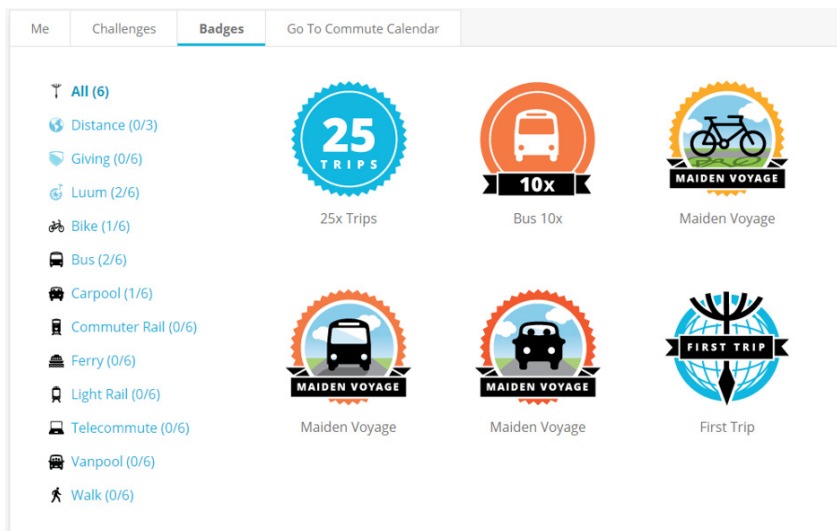 Me
Challenges
Badges
Go To Commute Calendar
All (6)
Distance (0/3)
Giving (0/6)
Luum (2/6)
Bike (1/6)
Bus (2/6)
Carpool (1/6)
Commuter Rail (0/6)
Ferry (0/6)
Light Rail (0/6)
Telecommute (0/6)
Vanpool (0/6)
Walk (0/6)
25
TRIPS
25x Trips
10x
Bus 10x
MAIDEN VOYAGE
Maiden Voyage
MAIDEN VOYAGE
Maiden Voyage
MAIDEN VOYAGE
Maiden Voyage
FIRST TRIP
First Trip